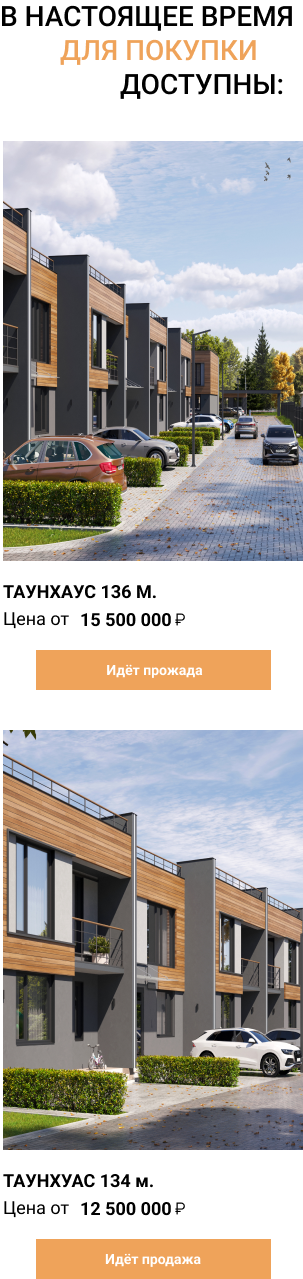 В НАСТОЯЩЕЕ ВРЕМЯ
ДЛЯ ПОКУПКИ
ДОСТУПНЫ:
ТАУНХАУС 136 М.
Цена от 15 500 000 ₽
Идёт прожада
ТАУНХУАС 134 м.
Цена от 12 500 000 ₽
Идёт продажа